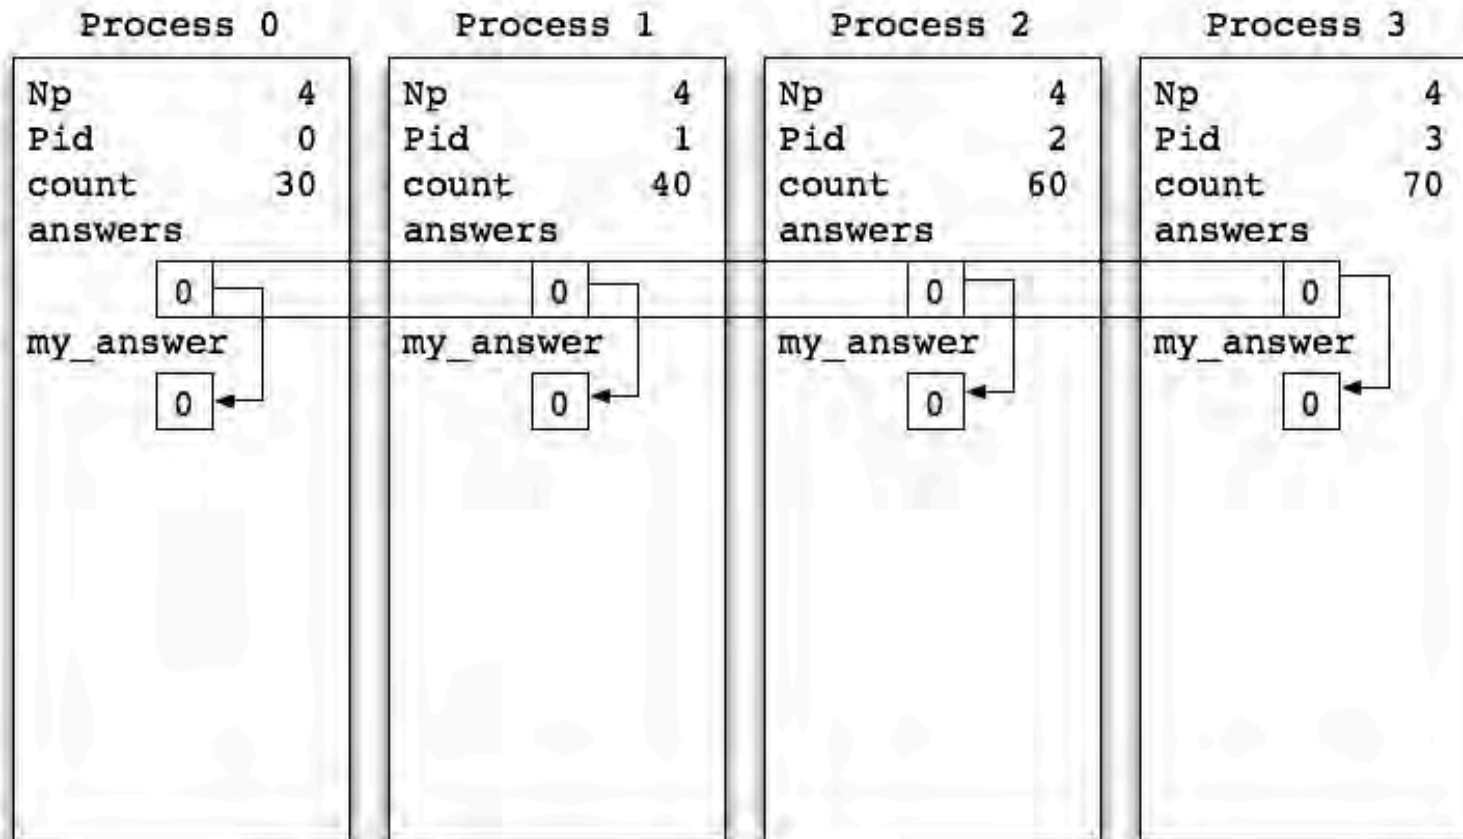 Process 0 Process 1 Process 2 Process 3
Np 4 Np 4 Np 4 Np 4
Pid 0 Pid 1 Pid 2 Pid 3
count 30 count 40 count 60 count 70
answers answers answers answers
0 0 0 0
my_answer my_answer my_answer my_answer
0 0 0 0